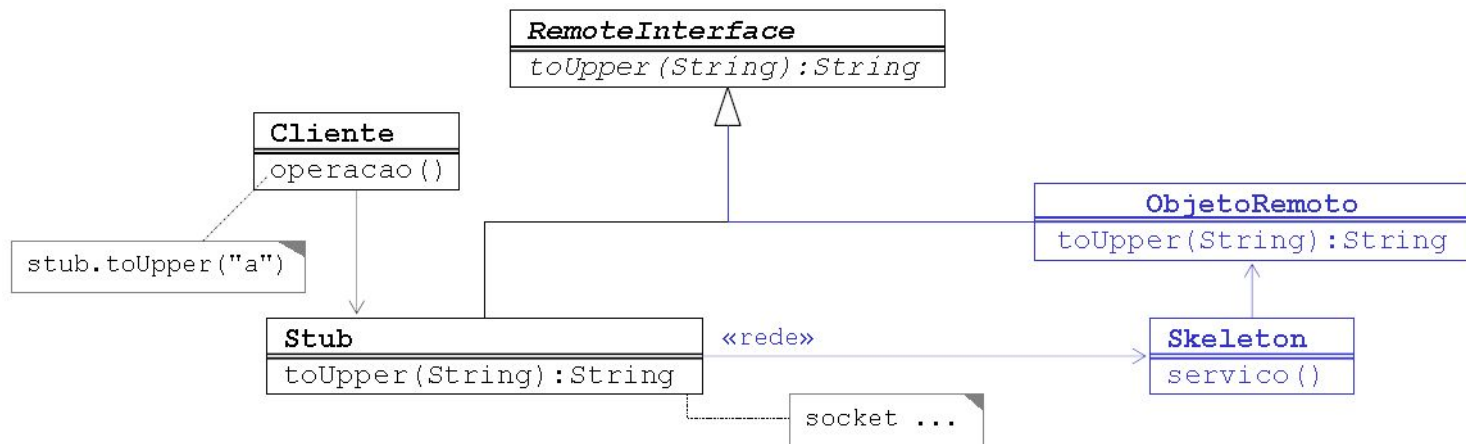 RemoteInterface
toUpper(String):String
Cliente
operacao()
ObjetoRemoto
toUpper(String):String
stub.toUpper("a")
Stub
toUpper(String):String
«rede»
Skeleton
servico()
socket ...